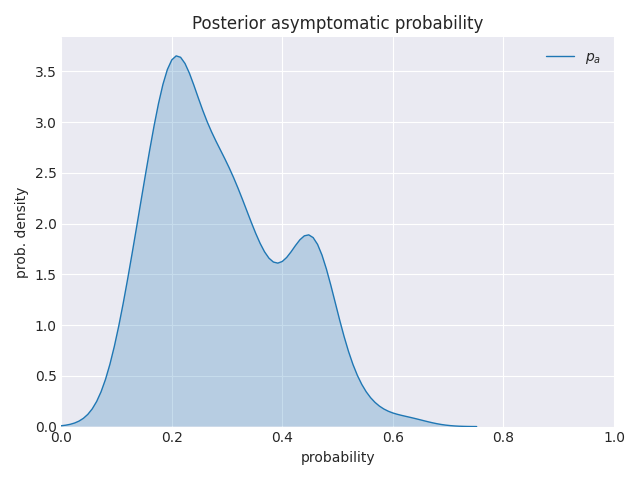 Posterior asymptomatic probability
pₐ
prob. density
3.5
3.0
2.5
2.0
1.5
1.0
0.5
0.0
0.0 0.2 0.4 0.6 0.8 1.0
probability